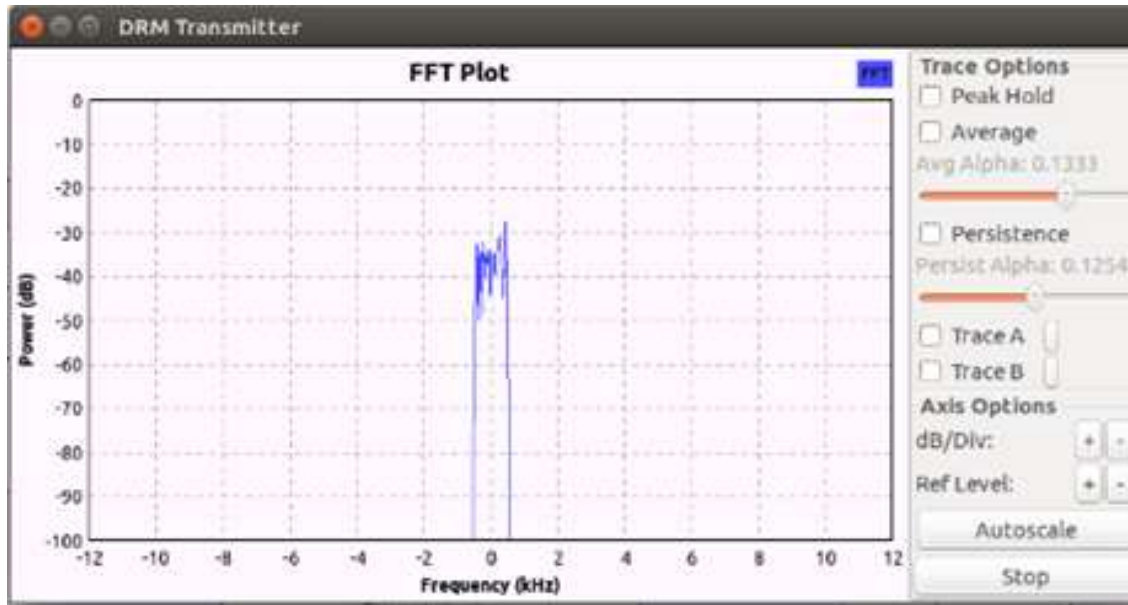 DRM Transmitter
FFT Plot
FFT
Trace Options
Peak Hold
Average
Avg Alpha: 0.1333
Persistence
Persist Alpha: 0.1254
Trace A
Trace B
Axis Options
dB/Div:
+ -
Ref Level:
+ -
Autoscale
Stop
Power (dB)
0
-10
-20
-30
-40
-50
-60
-70
-80
-90
-100
-12 -10 -8 -6 -4 -2 0 2 4 6 8 10 12
Frequency (kHz)